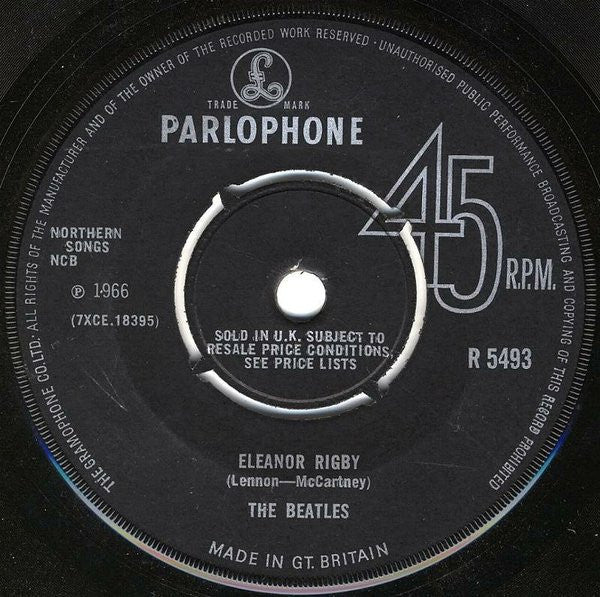 THE GRAMOPHONE CO. LTD. · ALL RIGHTS OF THE MANUFACTURER AND OF THE OWNER OF THE RECORDED WORK RESERVED · UNAUTHORISED PUBLIC PERFORMANCE BROADCASTING AND COPYING OF THIS RECORD PROHIBITED
£
TRADE MARK
PARLOPHONE
45
R.P.M.
NORTHERN
SONGS
NCB
℗ 1966
(7XCE.18395)
SOLD IN U.K. SUBJECT TO
RESALE PRICE CONDITIONS,
SEE PRICE LISTS
R 5493
ELEANOR RIGBY
(Lennon—McCartney)
THE BEATLES
MADE IN GT. BRITAIN